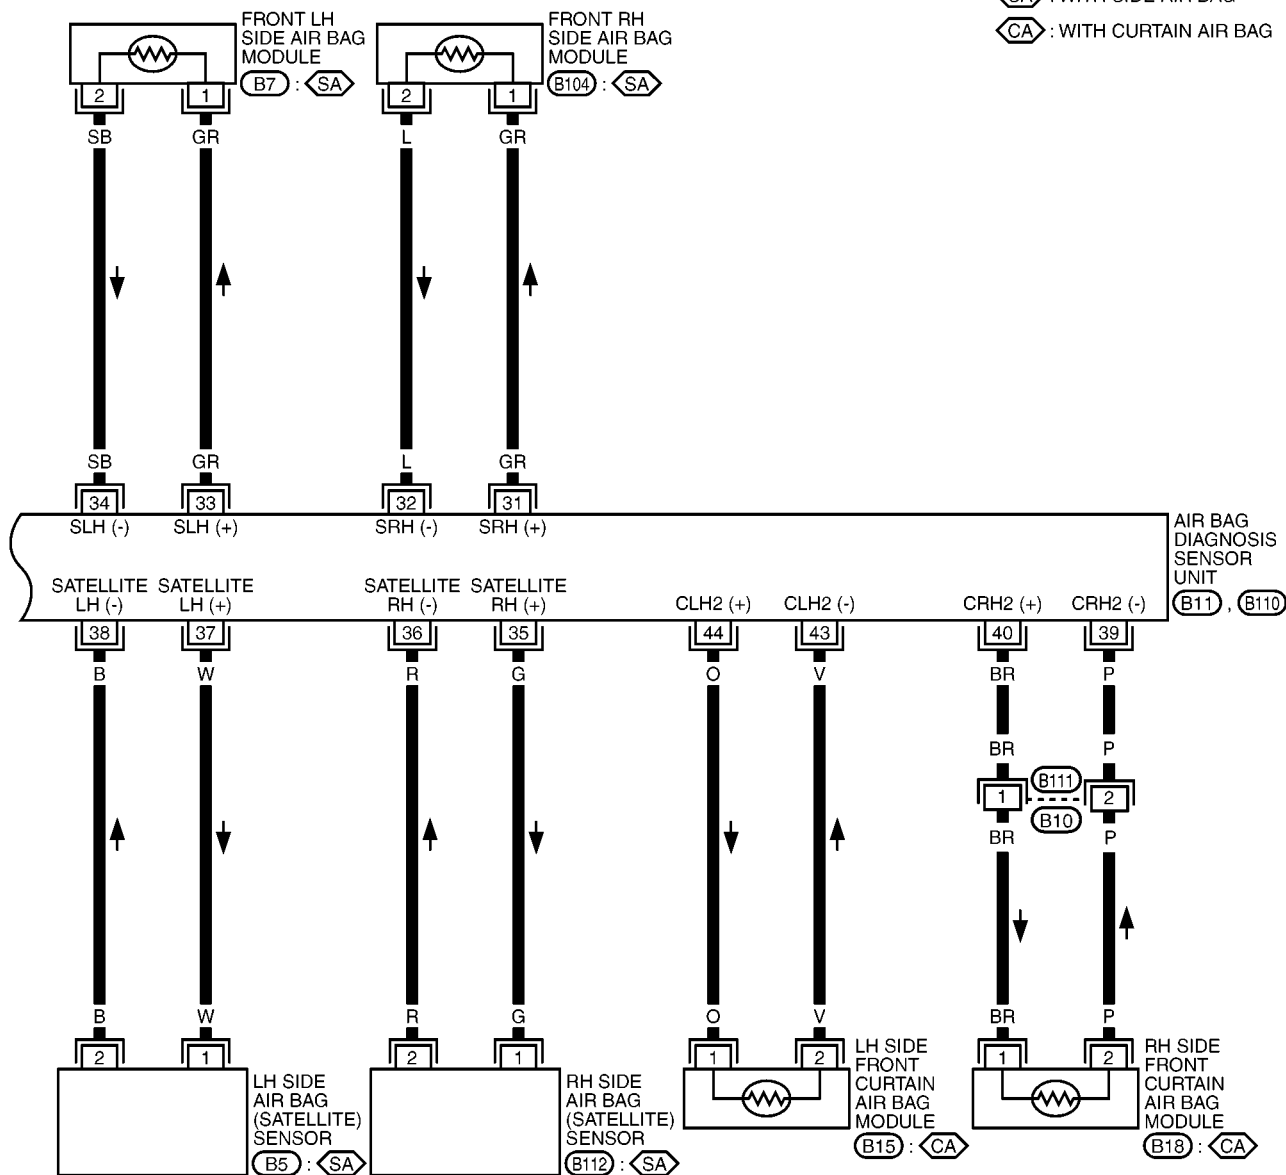 SA : WITH SIDE AIR BAG
CA : WITH CURTAIN AIR BAG
FRONT LH
SIDE AIR BAG
MODULE
B7 : SA
FRONT RH
SIDE AIR BAG
MODULE
B104 : SA
2 1 2 1
SB GR L GR
SB GR L GR
34 33 32 31
SLH (-) SLH (+) SRH (-) SRH (+)
AIR BAG
DIAGNOSIS
SENSOR
UNIT
B11 , B110
SATELLITE LH (-)
SATELLITE LH (+)
SATELLITE RH (-)
SATELLITE RH (+)
CLH2 (+) CLH2 (-) CRH2 (+) CRH2 (-)
38 37 36 35 44 43 40 39
B W R G O V BR P
BR P
1 B111 2
B10
BR P
B W R G O V BR P
2 1 2 1 1 2 1 2
LH SIDE
AIR BAG
(SATELLITE)
SENSOR
B5 : SA
RH SIDE
AIR BAG
(SATELLITE)
SENSOR
B112 : SA
LH SIDE
FRONT
CURTAIN
AIR BAG
MODULE
B15 : CA
RH SIDE
FRONT
CURTAIN
AIR BAG
MODULE
B18 : CA